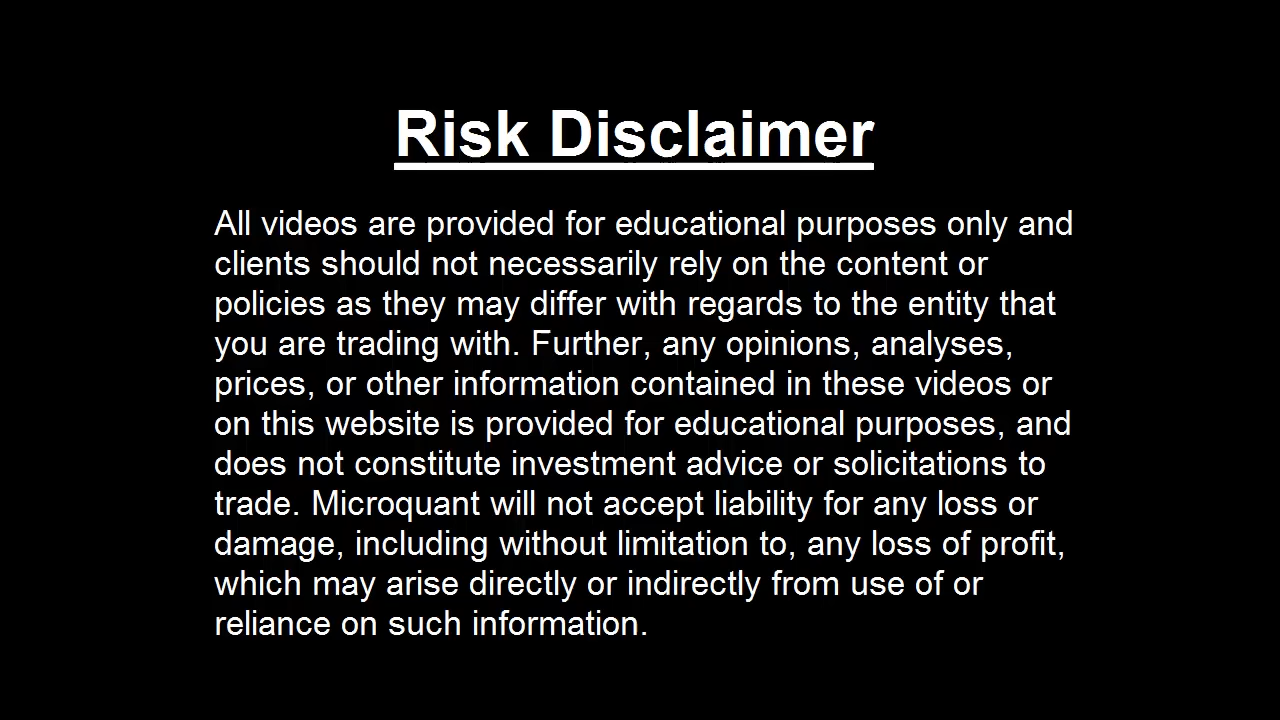 Risk Disclaimer
All videos are provided for educational purposes only and
clients should not necessarily rely on the content or
policies as they may differ with regards to the entity that
you are trading with. Further, any opinions, analyses,
prices, or other information contained in these videos or
on this website is provided for educational purposes, and
does not constitute investment advice or solicitations to
trade. Microquant will not accept liability for any loss or
damage, including without limitation to, any loss of profit,
which may arise directly or indirectly from use of or
reliance on such information.